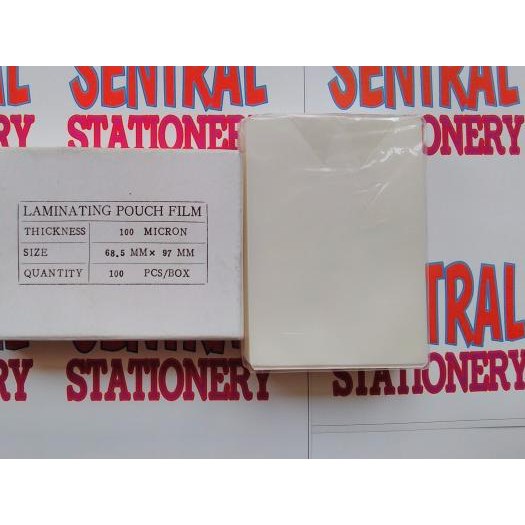 SENTRAL
STATIONERY
SENTRAL
STATIONERY
LAMINATING POUCH FILM
THICKNESS 100 MICRON
SIZE 68.5 MM× 97 MM
QUANTITY 100 PCS/BOX
TRAL
STATIONERY
STATIONERY